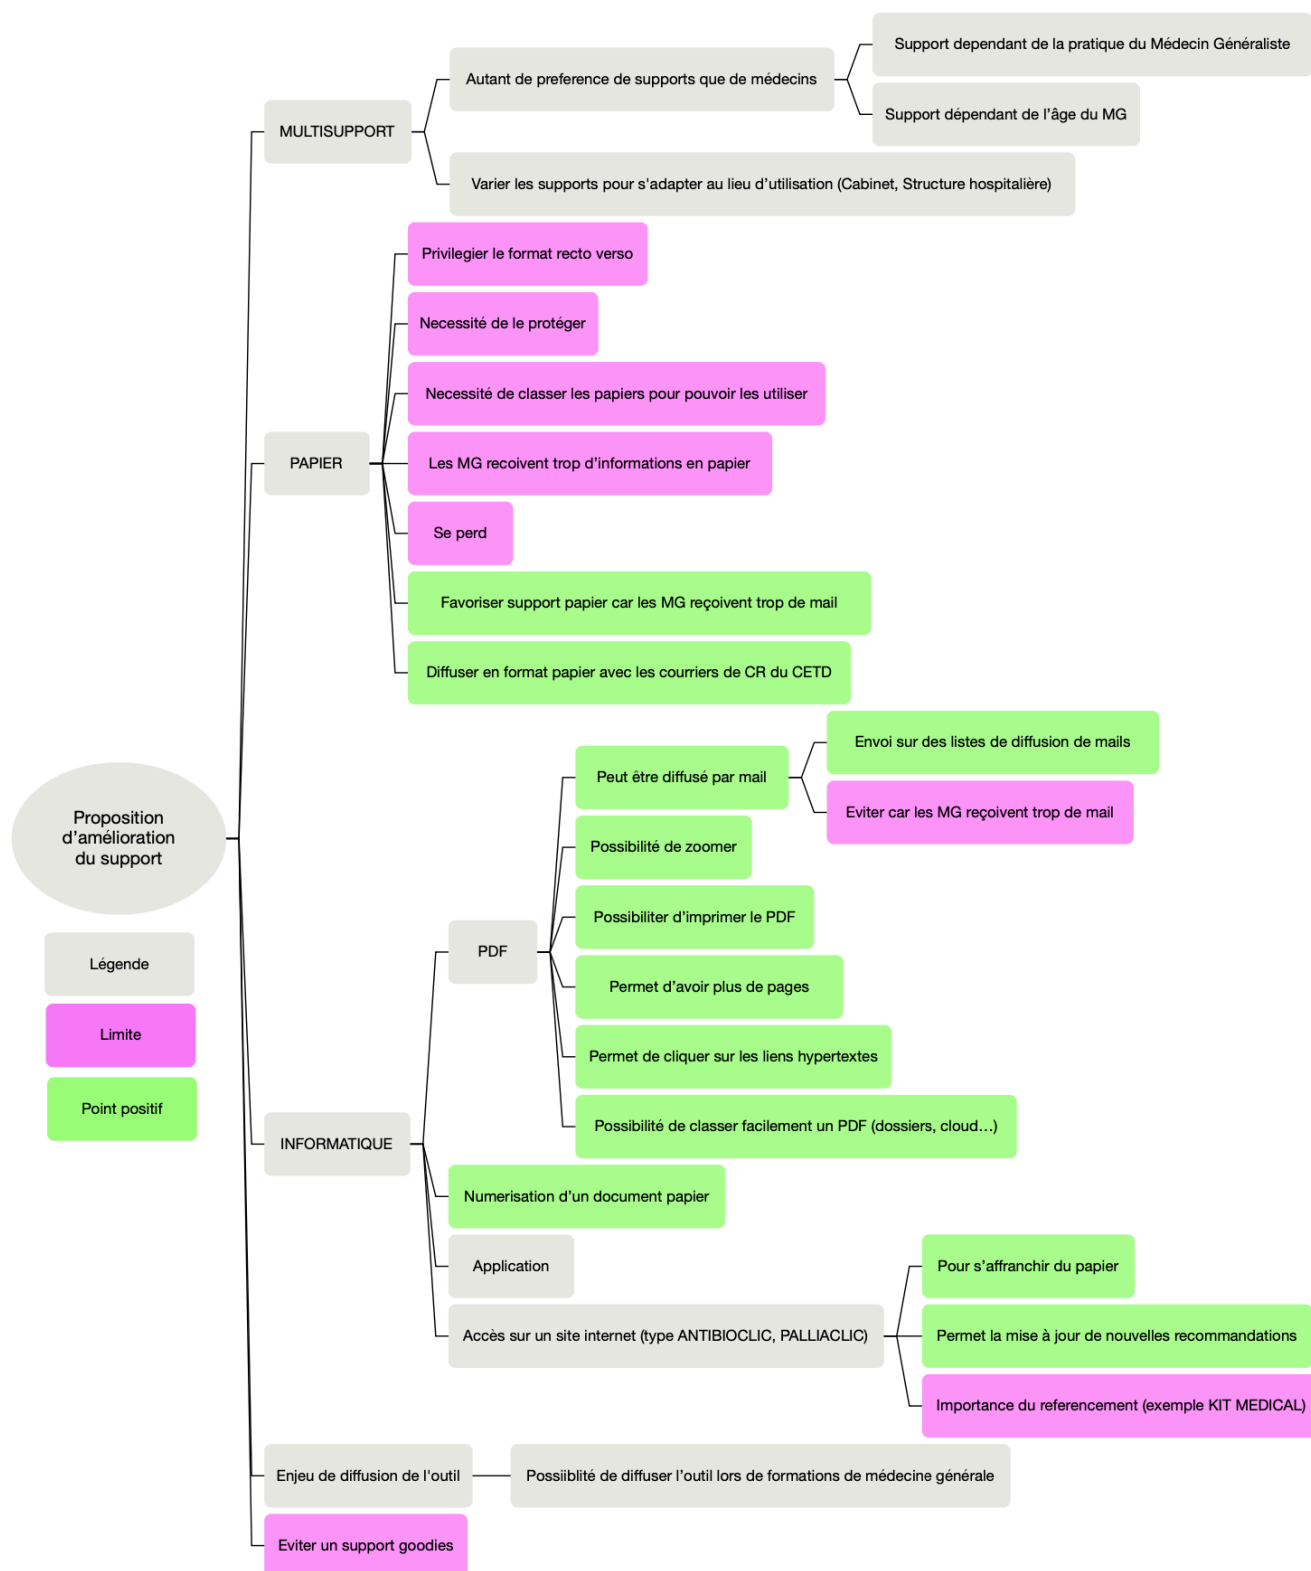 Support dependant de la pratique du Médecin Généraliste
Autant de preference de supports que de médecins
Support dépendant de l'âge du MG
MULTISUPPORT
Varier les supports pour s'adapter au lieu d'utilisation (Cabinet, Structure hospitalière)
Privilegier le format recto verso
Necessité de le protéger
Necessité de classer les papiers pour pouvoir les utiliser
PAPIER
Les MG recoivent trop d'informations en papier
Se perd
Favoriser support papier car les MG reçoivent trop de mail
Diffuser en format papier avec les courriers de CR du CETD
Envoi sur des listes de diffusion de mails
Peut être diffusé par mail
Eviter car les MG reçoivent trop de mail
Proposition
d'amélioration
du support
Possibilité de zoomer
Possibiliter d'imprimer le PDF
PDF
Légende
Permet d'avoir plus de pages
Limite
Permet de cliquer sur les liens hypertextes
Point positif
Possibilité de classer facilement un PDF (dossiers, cloud…)
INFORMATIQUE
Numerisation d'un document papier
Application
Pour s'affranchir du papier
Accès sur un site internet (type ANTIBIOCLIC, PALLIACLIC)
Permet la mise à jour de nouvelles recommandations
Importance du referencement (exemple KIT MEDICAL)
Enjeu de diffusion de l'outil
Possiiblité de diffuser l'outil lors de formations de médecine générale
Eviter un support goodies